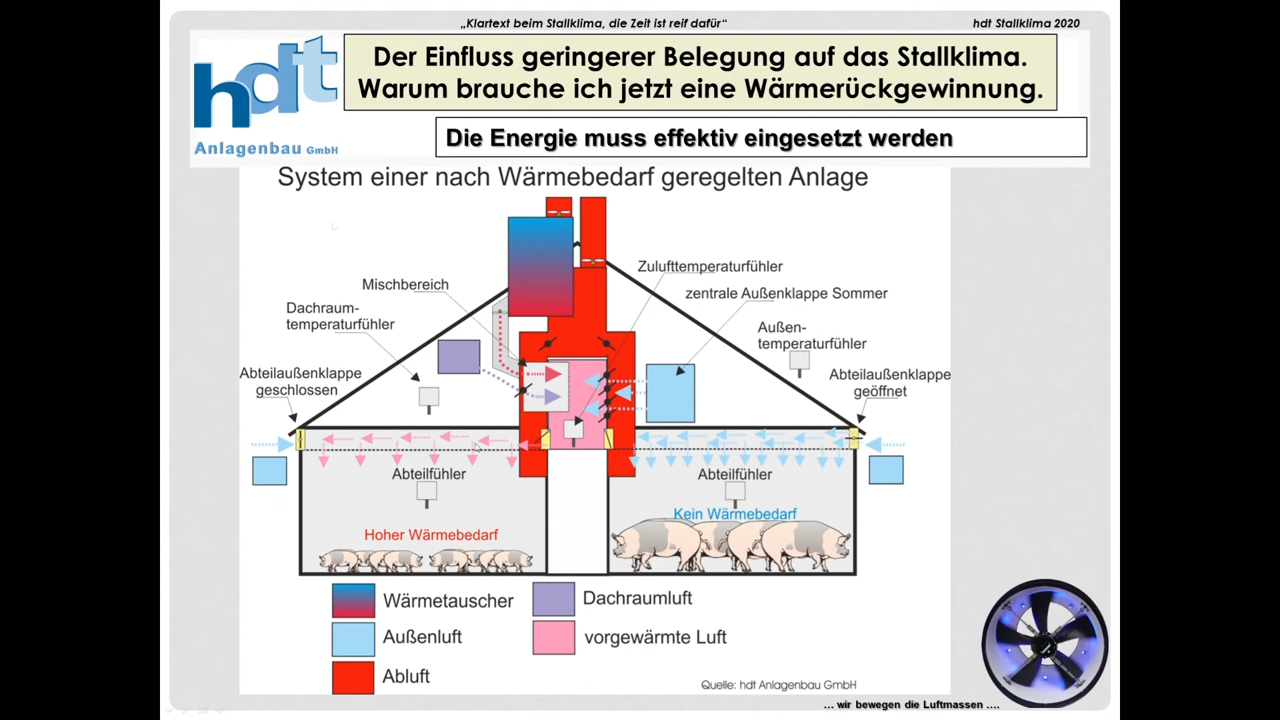 „Klartext beim Stallklima, die Zeit ist reif dafür“
hdt Stallklima 2020
hdt
Anlagenbau GmbH
Der Einfluss geringerer Belegung auf das Stallklima.
Warum brauche ich jetzt eine Wärmerückgewinnung.
Die Energie muss effektiv eingesetzt werden
System einer nach Wärmebedarf geregelten Anlage
Mischbereich
Zulufttemperaturfühler
zentrale Außenklappe Sommer
Dachraum-
temperaturfühler
Außen-
temperaturfühler
Abteilaußenklappe
geschlossen
Abteilaußenklappe
geöffnet
Abteilfühler
Abteilfühler
Hoher Wärmebedarf
Kein Wärmebedarf
Wärmetauscher
Dachraumluft
Außenluft
vorgewärmte Luft
Abluft
Quelle: hdt Anlagenbau GmbH
... wir bewegen die Luftmassen ....